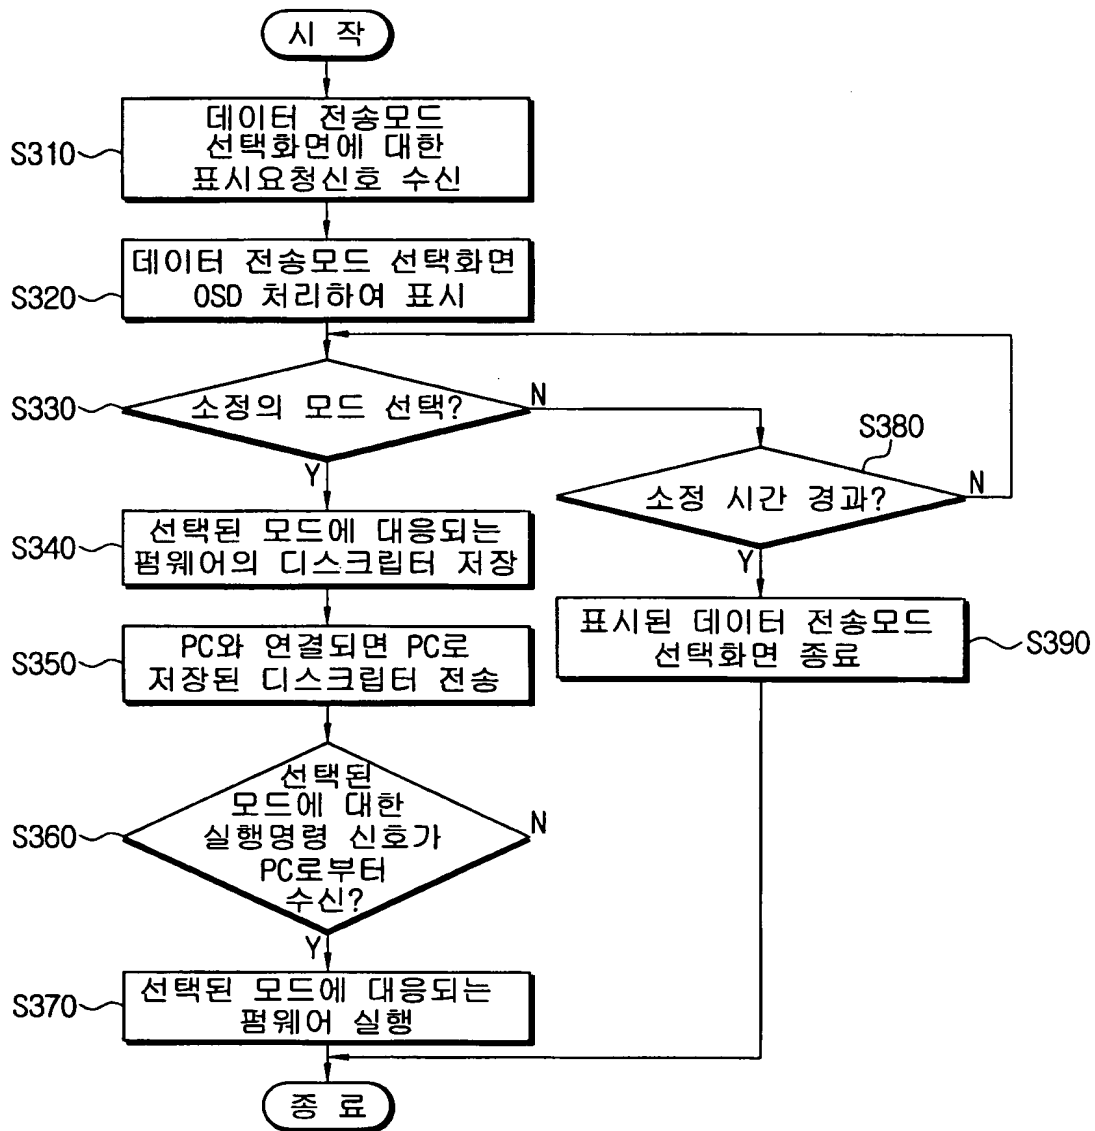 시 작
S310
데이터 전송모드
선택화면에 대한
표시요청신호 수신
S320
데이터 전송모드 선택화면
OSD 처리하여 표시
S330
소정의 모드 선택?
N
Y
S380
소정 시간 경과?
N
Y
S340
선택된 모드에 대응되는
펌웨어의 디스크립터 저장
S350
PC와 연결되면 PC로
저장된 디스크립터 전송
표시된 데이터 전송모드
선택화면 종료
S390
S360
선택된
모드에 대한
실행명령 신호가
PC로부터
수신?
N
Y
S370
선택된 모드에 대응되는
펌웨어 실행
종 료